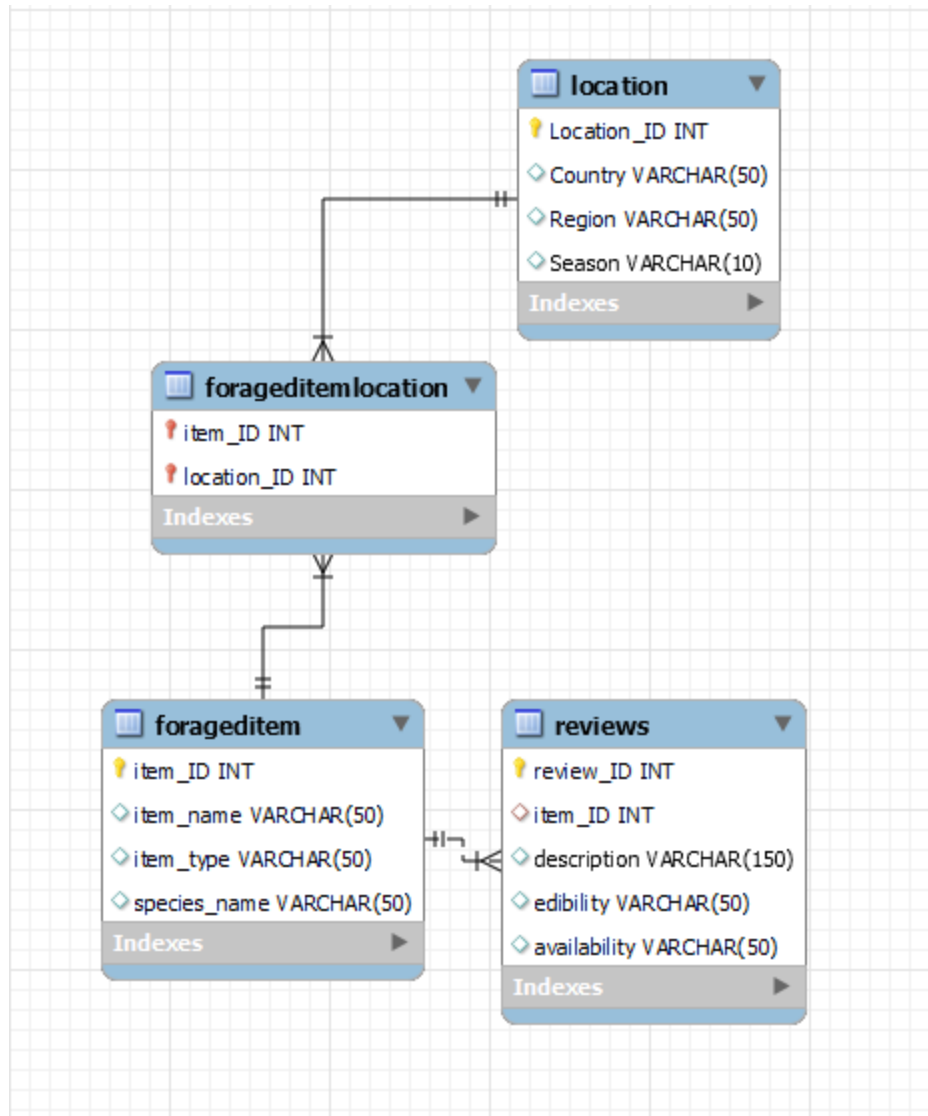 location
Location_ID INT
Country VARCHAR(50)
Region VARCHAR(50)
Season VARCHAR(10)
Indexes
forageditemlocation
item_ID INT
location_ID INT
Indexes
forageditem
item_ID INT
item_name VARCHAR(50)
item_type VARCHAR(50)
species_name VARCHAR(50)
Indexes
reviews
review_ID INT
item_ID INT
description VARCHAR(150)
edibility VARCHAR(50)
availability VARCHAR(50)
Indexes